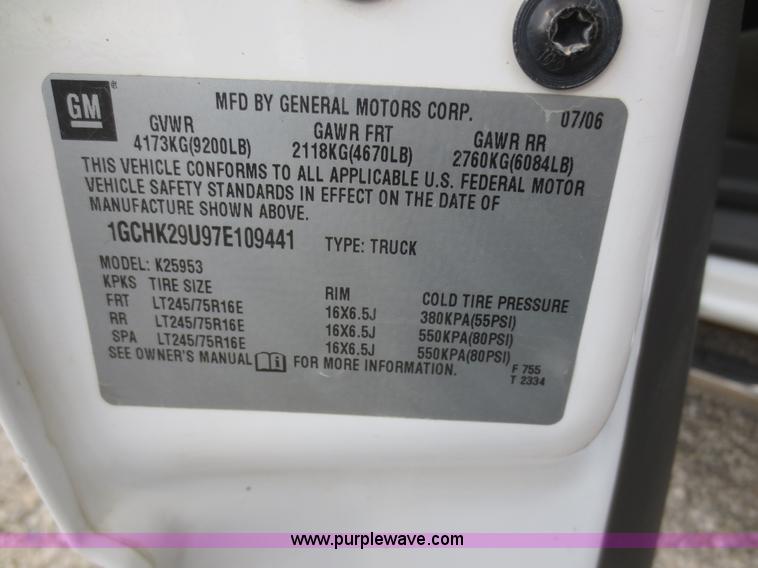 GM ®
MFD BY GENERAL MOTORS CORP. 07/06
GVWR GAWR FRT GAWR RR
4173KG(9200LB) 2118KG(4670LB) 2760KG(6084LB)
THIS VEHICLE CONFORMS TO ALL APPLICABLE U.S. FEDERAL MOTOR
VEHICLE SAFETY STANDARDS IN EFFECT ON THE DATE OF
MANUFACTURE SHOWN ABOVE.
1GCHK29U97E109441 TYPE: TRUCK
MODEL: K25953
KPKS TIRE SIZE RIM COLD TIRE PRESSURE
FRT LT245/75R16E 16X6.5J 380KPA(55PSI)
RR LT245/75R16E 16X6.5J 550KPA(80PSI)
SPA LT245/75R16E 16X6.5J 550KPA(80PSI)
SEE OWNER'S MANUAL FOR MORE INFORMATION.
F 755
T 2334
www.purplewave.com